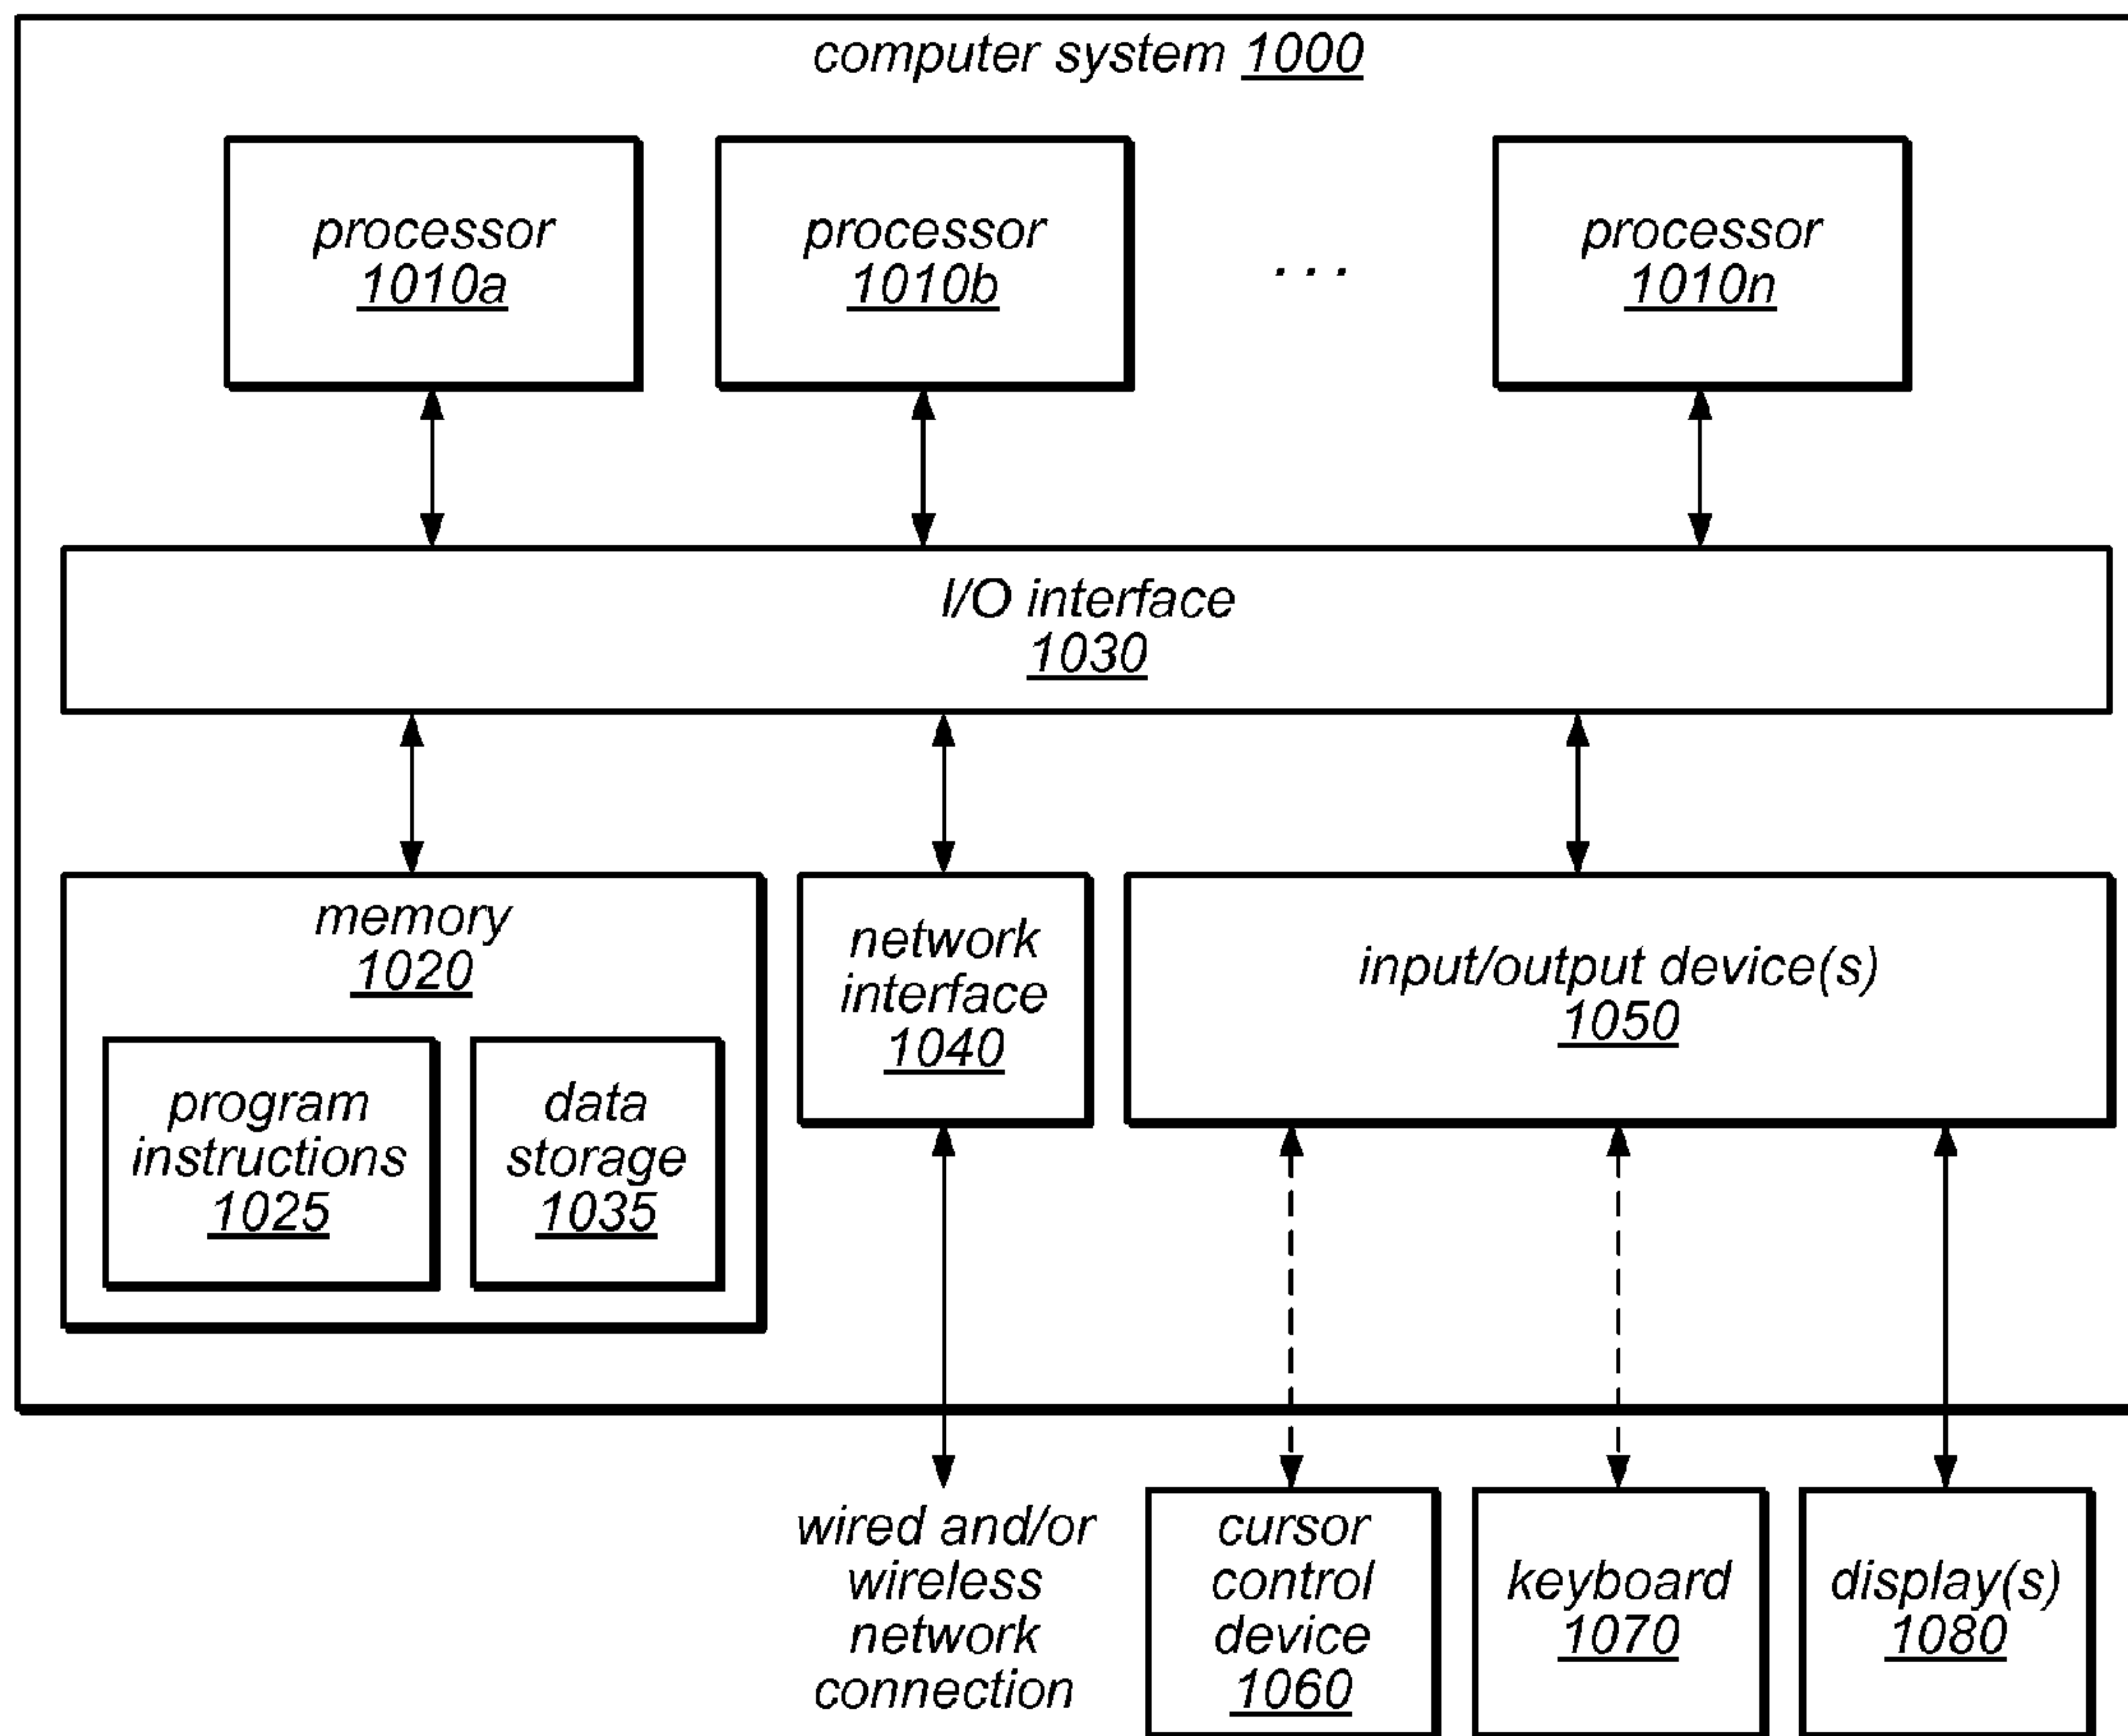 computer system 1000
processor
1010a
processor
1010b
. . .
processor
1010n
I/O interface
1030
memory
1020
program
instructions
1025
data
storage
1035
network
interface
1040
input/output device(s)
1050
wired and/or
wireless
network
connection
cursor
control
device
1060
keyboard
1070
display(s)
1080